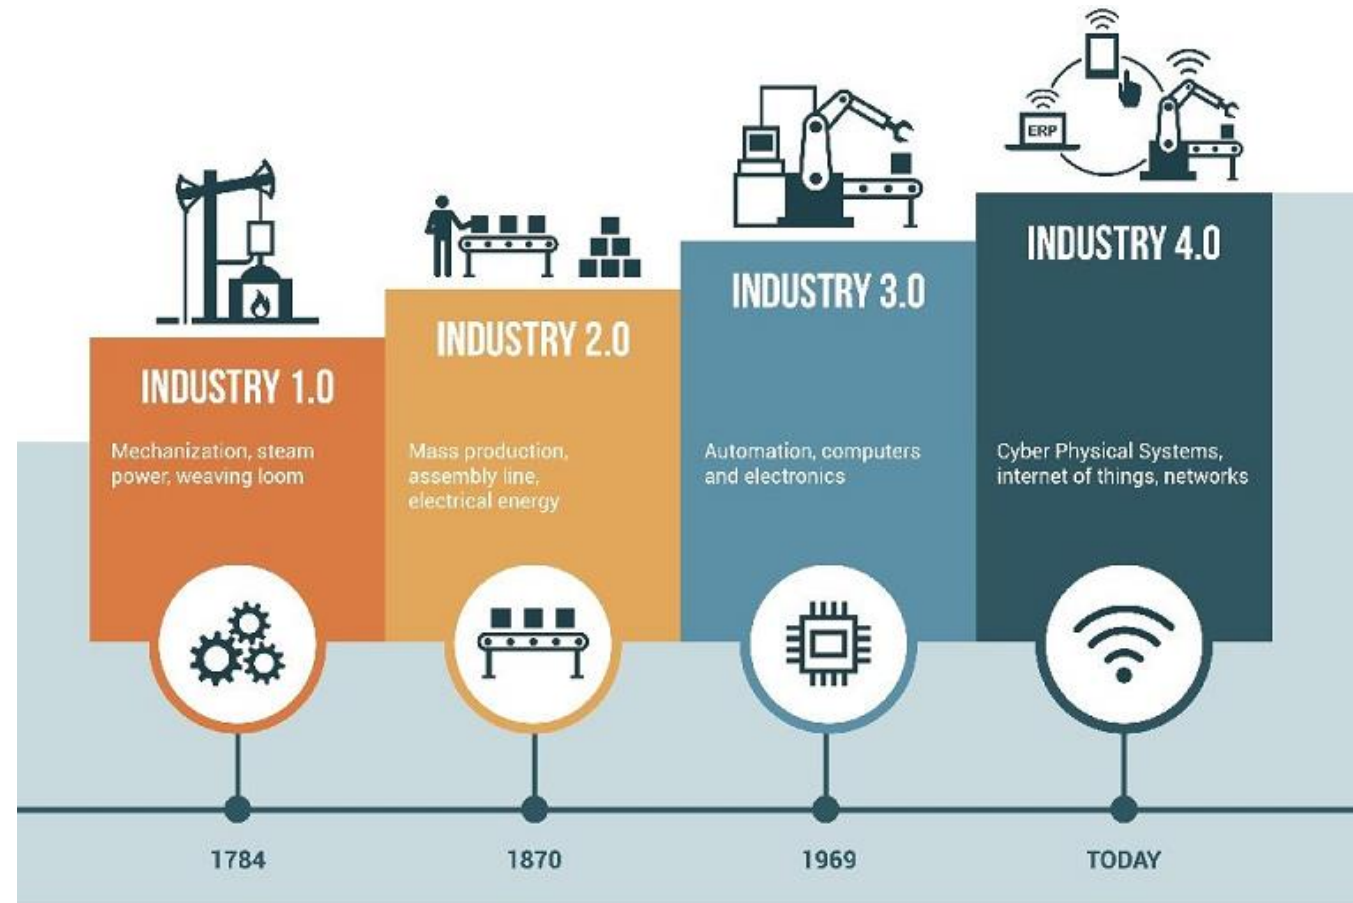 ERP
INDUSTRY 1.0
Mechanization, steam
power, weaving loom
INDUSTRY 2.0
Mass production,
assembly line,
electrical energy
INDUSTRY 3.0
Automation, computers
and electronics
INDUSTRY 4.0
Cyber Physical Systems,
internet of things, networks
1784
1870
1969
TODAY